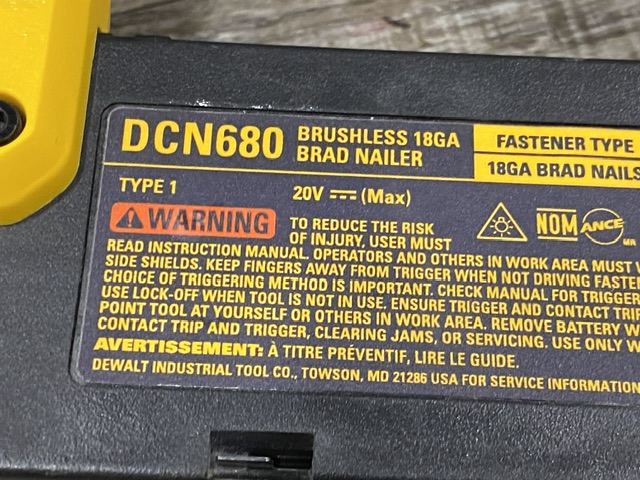 DCN680 BRUSHLESS 18GA
BRAD NAILER
FASTENER TYPE
18GA BRAD NAILS
TYPE 1 20V (Max)
WARNING TO REDUCE THE RISK
OF INJURY, USER MUST
NOM ANCE
READ INSTRUCTION MANUAL. OPERATORS AND OTHERS IN WORK AREA MUST
SIDE SHIELDS. KEEP FINGERS AWAY FROM TRIGGER WHEN NOT DRIVING
CHOICE OF TRIGGERING METHOD IS IMPORTANT. CHECK MANUAL FOR
USE LOCK-OFF WHEN TOOL IS NOT IN USE. ENSURE TRIGGER AND CONTACT
POINT TOOL AT YOURSELF OR OTHERS IN WORK AREA. REMOVE BATTERY
CONTACT TRIP AND TRIGGER, CLEARING JAMS, OR SERVICING. USE ONLY
AVERTISSEMENT: À TITRE PRÉVENTIF, LIRE LE GUIDE.
DEWALT INDUSTRIAL TOOL CO., TOWSON, MD 21286 USA FOR SERVICE INFORMATION